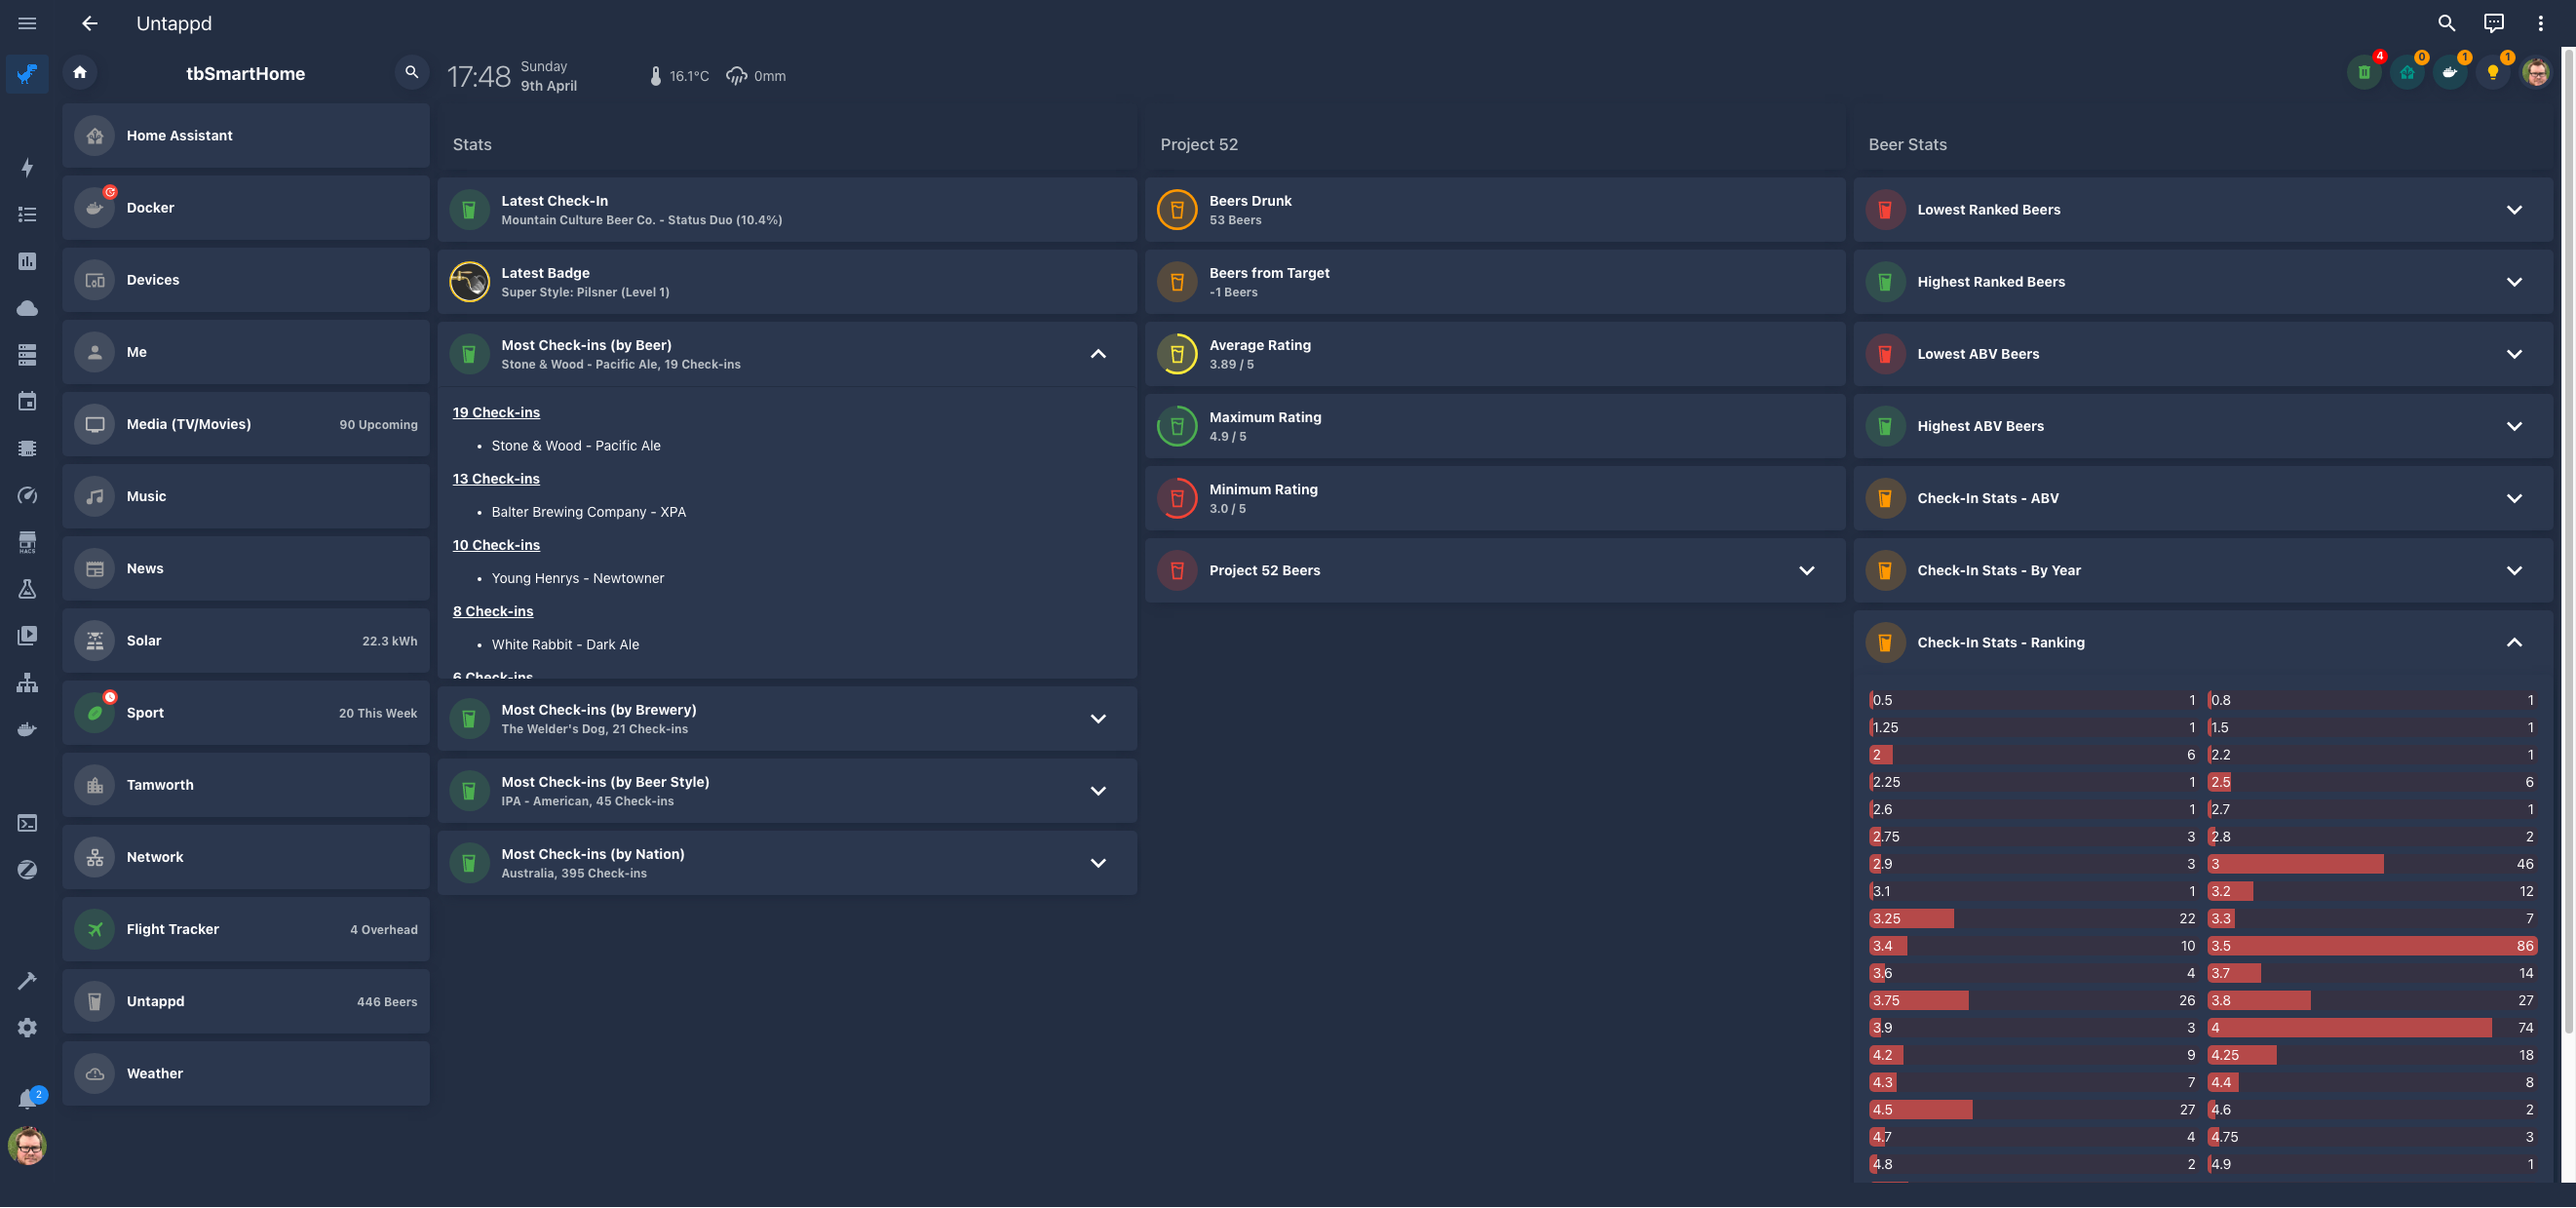 Untappd
tbSmartHome
17:48
Sunday
9th April
16.1°C
0mm
4
0
1
1
Home Assistant
Docker
Devices
Me
Media (TV/Movies)
90 Upcoming
Music
News
HACS
Solar
22.3 kWh
Sport
20 This Week
Tamworth
Network
Flight Tracker
4 Overhead
Untappd
446 Beers
Weather
2
Stats
Latest Check-In
Mountain Culture Beer Co. - Status Duo (10.4%)
Latest Badge
Super Style: Pilsner (Level 1)
Most Check-ins (by Beer)
Stone & Wood - Pacific Ale, 19 Check-ins
19 Check-ins
• Stone & Wood - Pacific Ale
13 Check-ins
• Balter Brewing Company - XPA
10 Check-ins
• Young Henrys - Newtowner
8 Check-ins
• White Rabbit - Dark Ale
6 Check-ins
Most Check-ins (by Brewery)
The Welder's Dog, 21 Check-ins
Most Check-ins (by Beer Style)
IPA - American, 45 Check-ins
Most Check-ins (by Nation)
Australia, 395 Check-ins
Project 52
Beers Drunk
53 Beers
Beers from Target
-1 Beers
Average Rating
3.89 / 5
Maximum Rating
4.9 / 5
Minimum Rating
3.0 / 5
Project 52 Beers
Beer Stats
Lowest Ranked Beers
Highest Ranked Beers
Lowest ABV Beers
Highest ABV Beers
Check-In Stats - ABV
Check-In Stats - By Year
Check-In Stats - Ranking
0.5 1 0.8 1
1.25 1 1.5 1
2 6 2.2 1
2.25 1 2.5 6
2.6 1 2.7 1
2.75 3 2.8 2
2.9 3 3 46
3.1 1 3.2 12
3.25 22 3.3 7
3.4 10 3.5 86
3.6 4 3.7 14
3.75 26 3.8 27
3.9 3 4 74
4.2 9 4.25 18
4.3 7 4.4 8
4.5 27 4.6 2
4.7 4 4.75 3
4.8 2 4.9 1